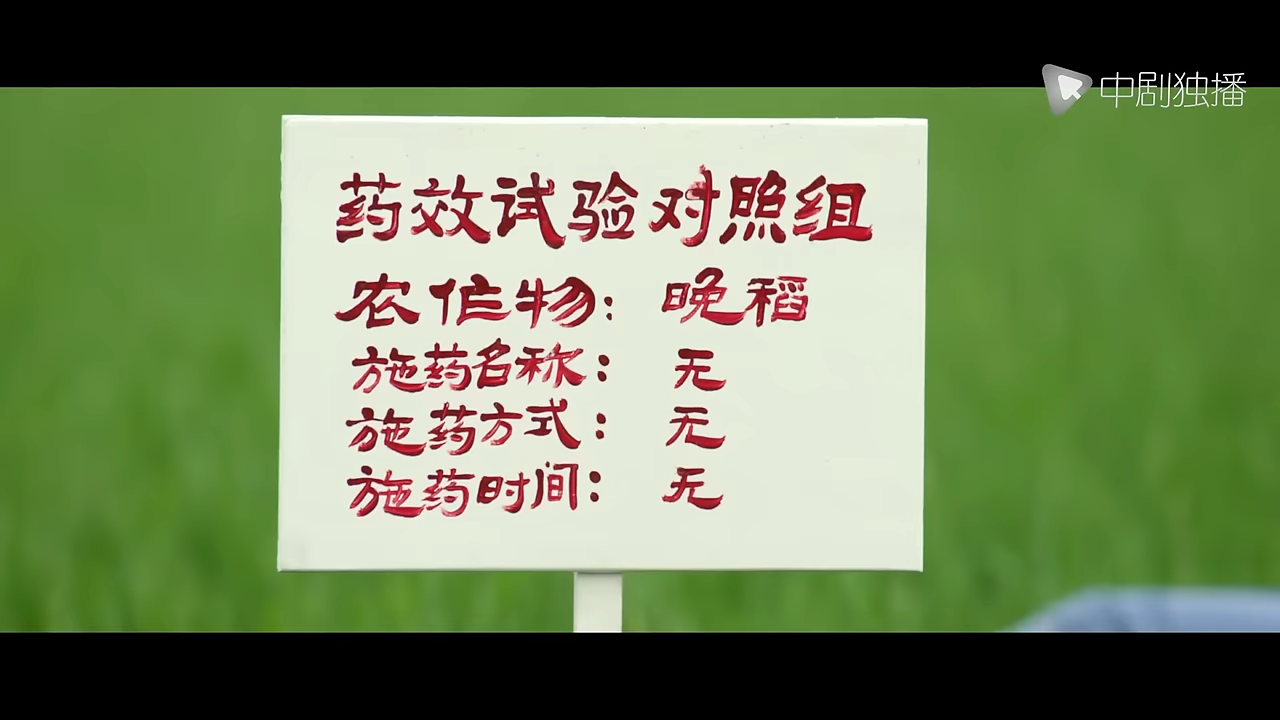 中剧独播
药效试验对照组
农作物：晚稻
施药名称：无
施药方式：无
施药时间：无